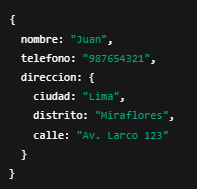 {
  nombre: "Juan",
  telefono: "987654321",
  direccion: {
    ciudad: "Lima",
    distrito: "Miraflores",
    calle: "Av. Larco 123"
  }
}